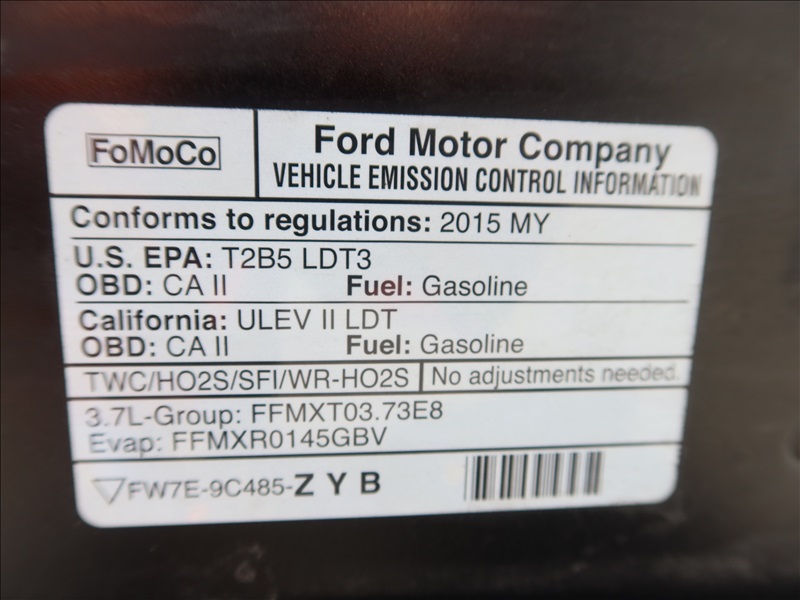 FoMoCo
Ford Motor Company
VEHICLE EMISSION CONTROL INFORMATION
Conforms to regulations: 2015 MY
U.S. EPA: T2B5 LDT3
OBD: CA II Fuel: Gasoline
California: ULEV II LDT
OBD: CA II Fuel: Gasoline
TWC/HO2S/SFI/WR-HO2S No adjustments needed.
3.7L-Group: FFMXT03.73E8
Evap: FFMXR0145GBV
FW7E-9C485-Z Y B